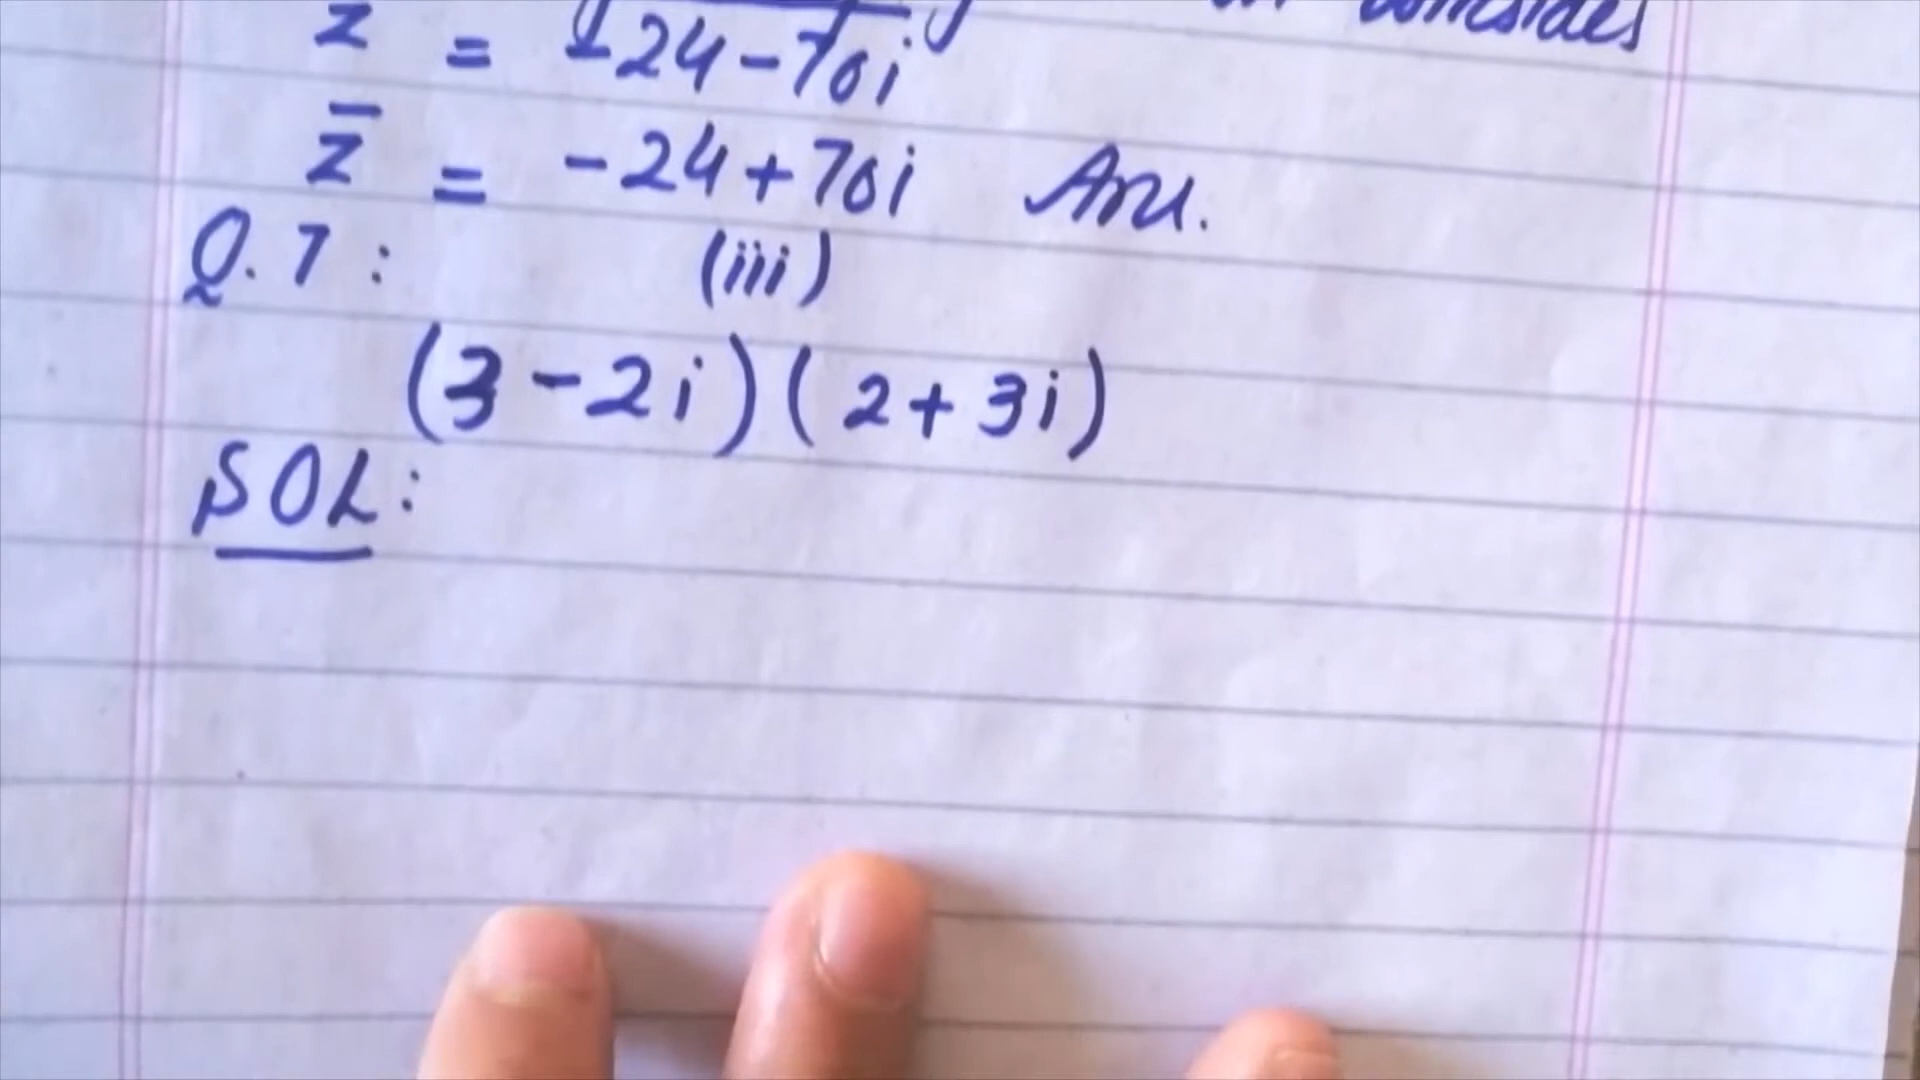 z = -24-70i
z̅ = -24+70i Ans.
Q.7: (iii)
(3-2i)(2+3i)
SOL: